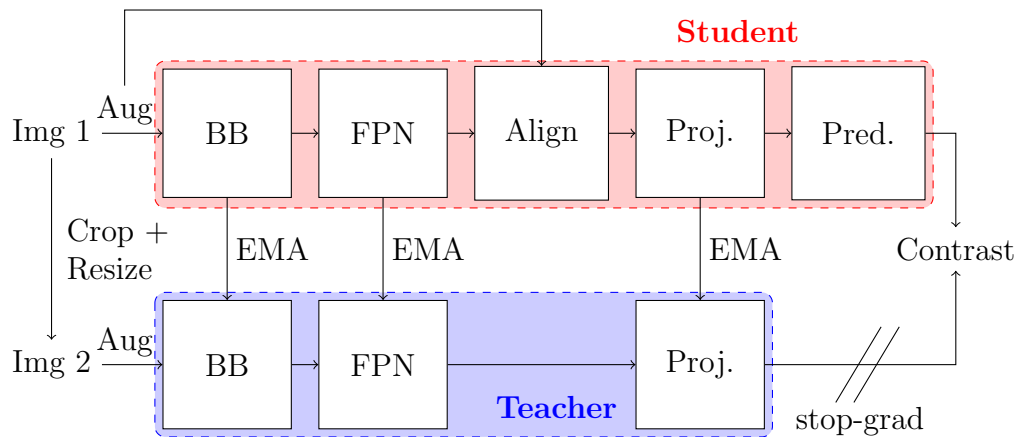 Student
Aug
Img 1
BB
FPN
Align
Proj.
Pred.
Crop +
Resize
EMA
EMA
EMA
Contrast
Aug
Img 2
BB
FPN
Proj.
Teacher
stop-grad